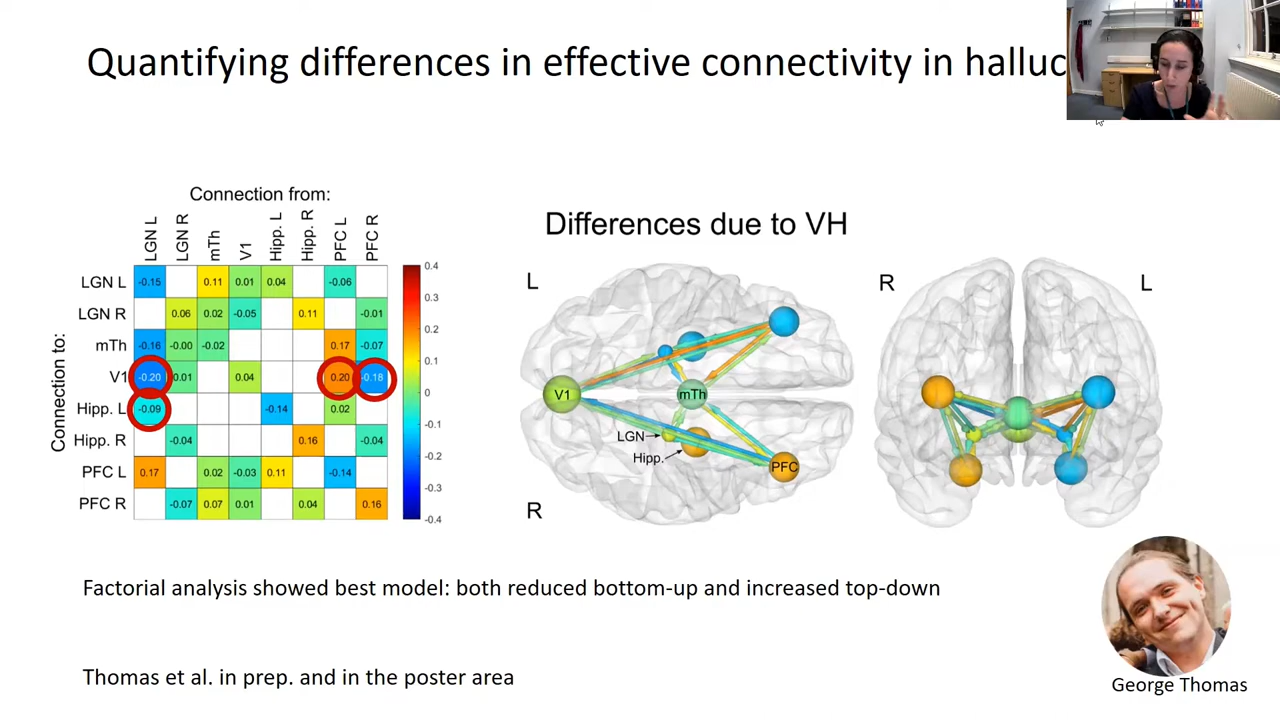 Quantifying differences in effective connectivity in halluc
Connection from:
LGN L LGN R mTh V1 Hipp. L Hipp. R PFC L PFC R
Connection to:
LGN L -0.15 0.11 0.01 0.04 -0.06
LGN R 0.06 0.02 -0.05 0.11 -0.01
mTh -0.16 -0.00 -0.02 0.17 -0.07
V1 -0.20 0.01 0.04 0.20 -0.18
Hipp. L -0.09 -0.14 0.02
Hipp. R -0.04 0.16 -0.04
PFC L 0.17 0.02 -0.03 0.11 -0.14
PFC R -0.07 0.07 0.01 0.04 0.16
0.4
0.3
0.2
0.1
0
-0.1
-0.2
-0.3
-0.4
Differences due to VH
L
R
V1
mTh
LGN
Hipp.
PFC
R
L
Factorial analysis showed best model: both reduced bottom-up and increased top-down
Thomas et al. in prep. and in the poster area
George Thomas